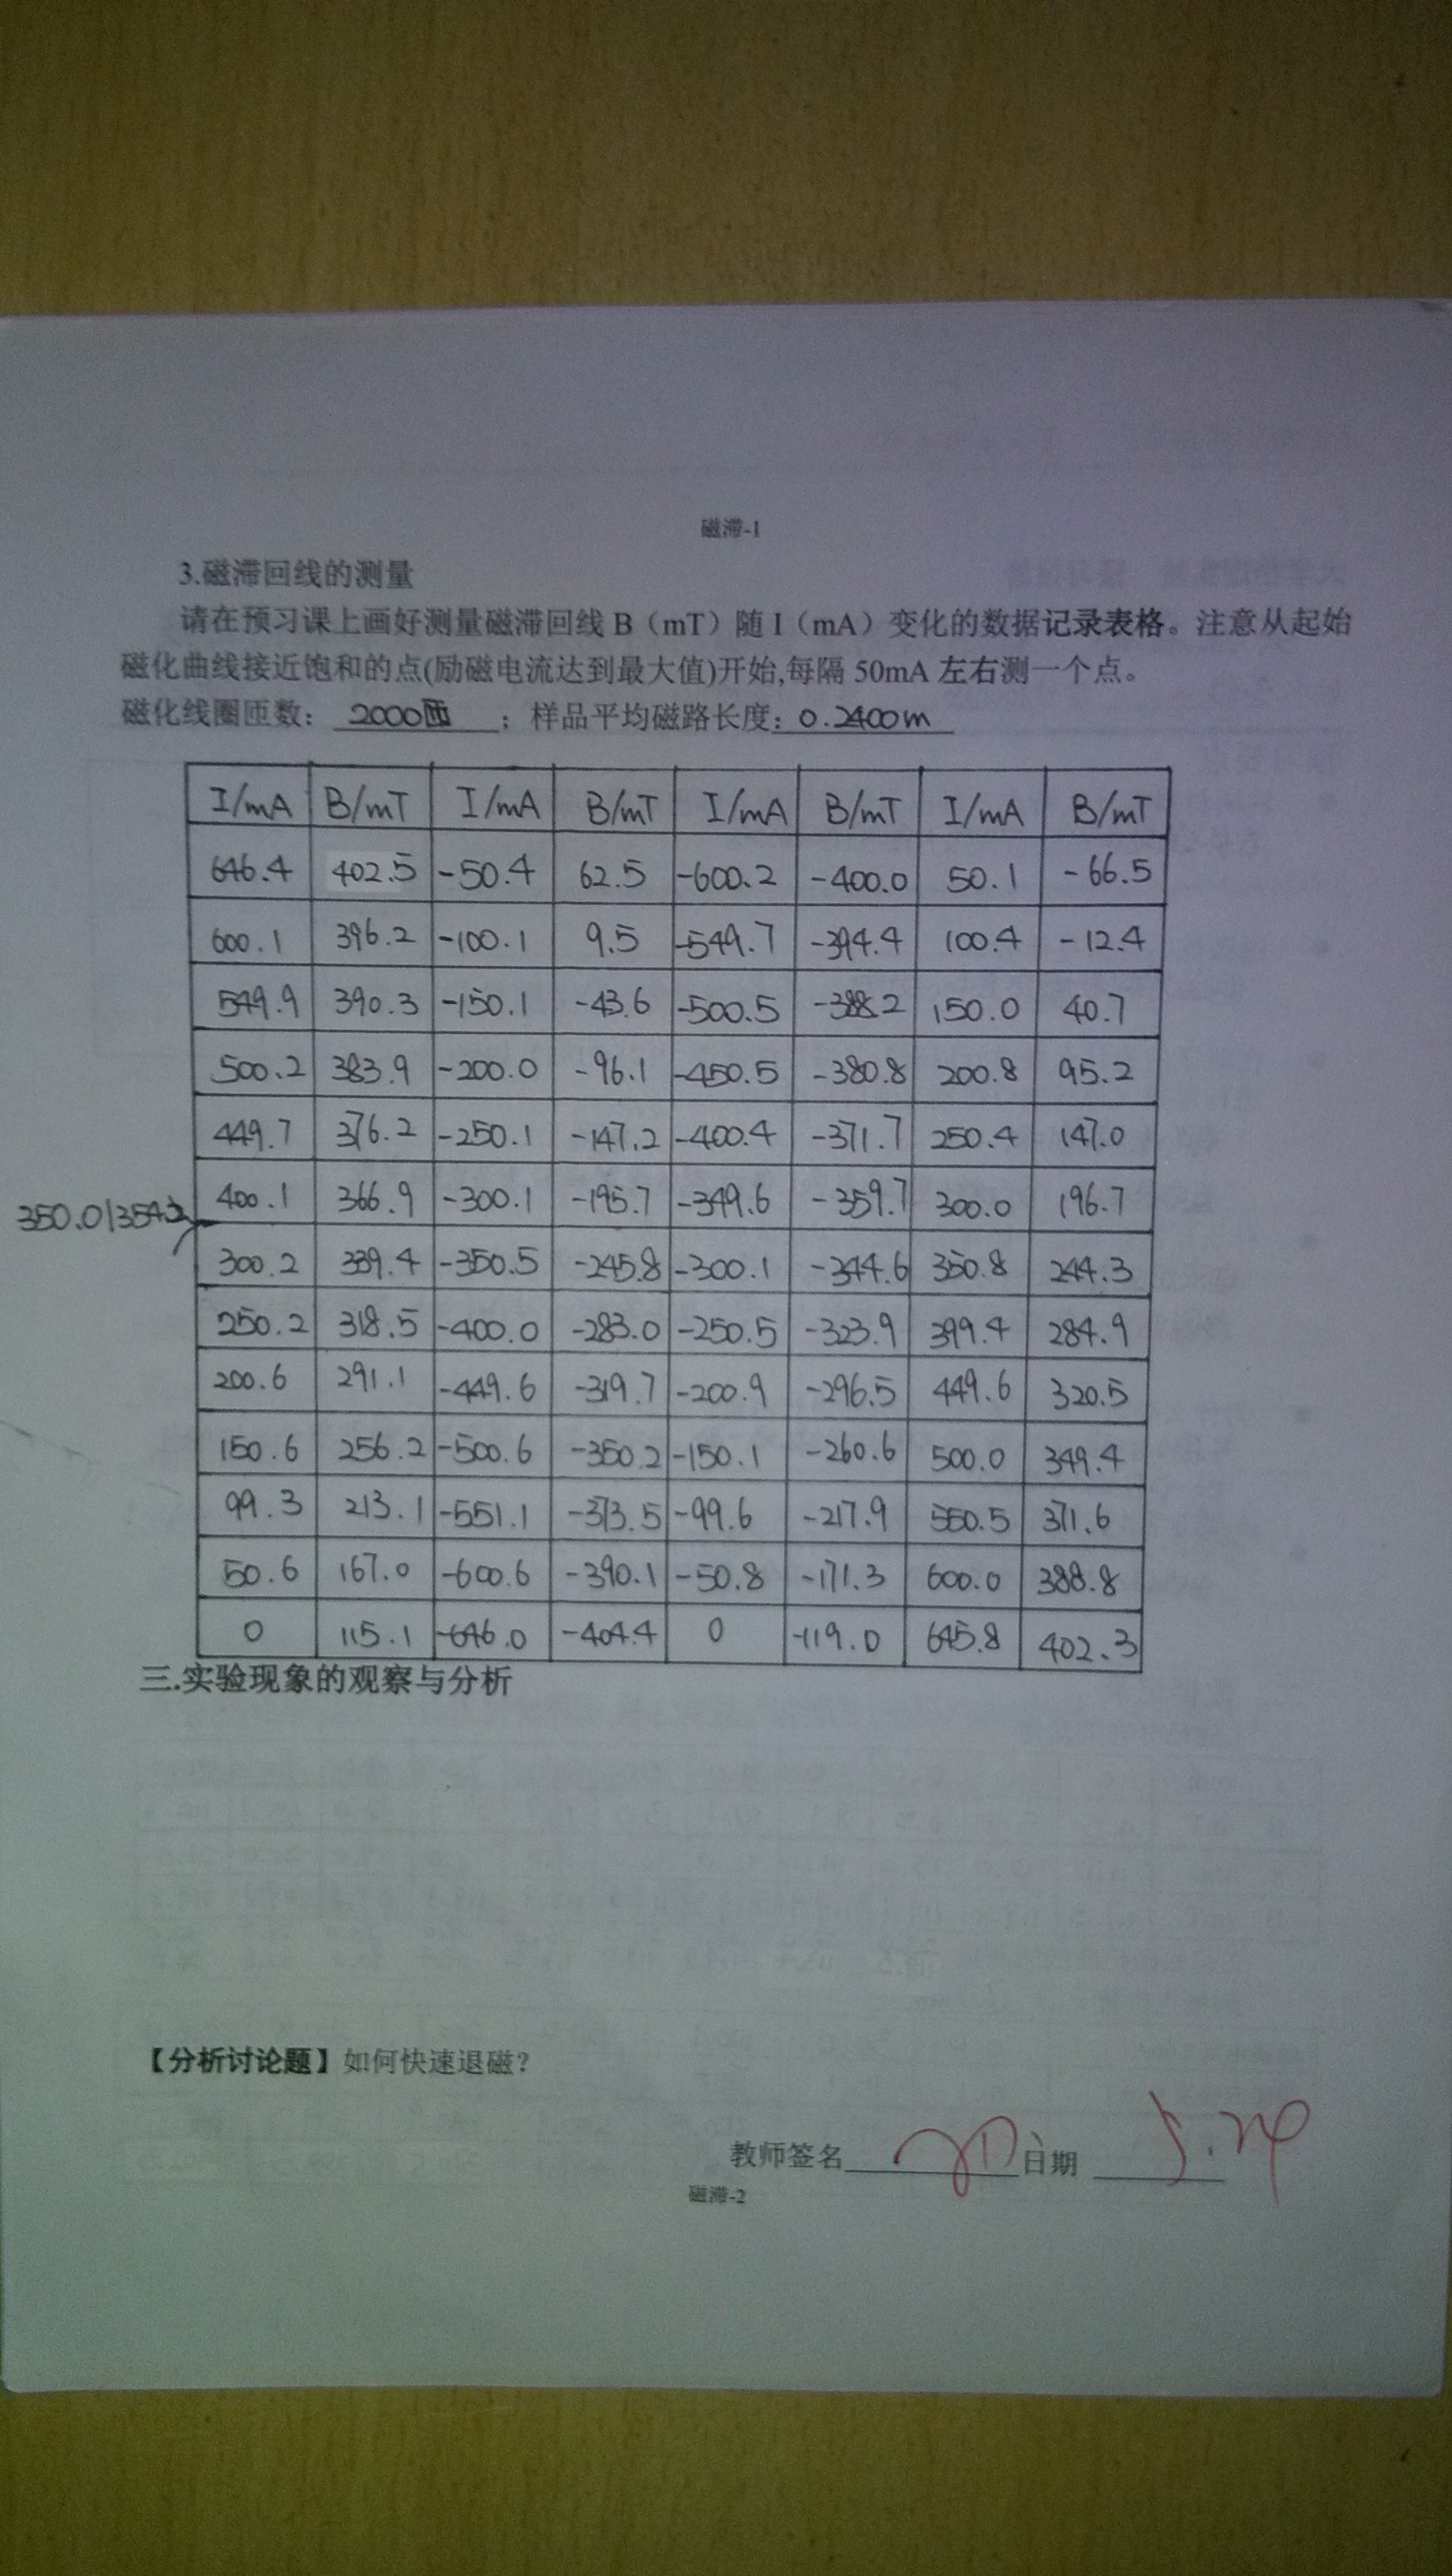 磁滞-1
3.磁滞回线的测量
请在预习课上画好测量磁滞回线 B（mT）随 I（mA）变化的数据记录表格。注意从起始
磁化曲线接近饱和的点(励磁电流达到最大值)开始,每隔 50mA 左右测一个点。
磁化线圈匝数： 2000匝 ；样品平均磁路长度：0.2400m
I/mA B/mT I/mA B/mT I/mA B/mT I/mA B/mT
646.4 402.5 -50.4 62.5 -600.2 -400.0 50.1 -66.5
600.1 396.2 -100.1 9.5 -549.7 -394.4 100.4 -12.4
549.9 390.3 -150.1 -43.6 -500.5 -388.2 150.0 40.7
500.2 383.9 -200.0 -96.1 -450.5 -380.8 200.8 95.2
449.7 376.2 -250.1 -147.2 -400.4 -371.7 250.4 147.0
400.1 366.9 -300.1 -195.7 -349.6 -359.7 300.0 196.7
350.0
300.2 339.4 -350.5 -245.8 -300.1 -344.6 350.8 244.3
250.2 318.5 -400.0 -283.0 -250.5 -323.9 399.4 284.9
200.6 291.1 -449.6 -319.7 -200.9 -296.5 449.6 320.5
150.6 256.2 -500.6 -350.2 -150.1 -260.6 500.0 349.4
99.3 213.1 -551.1 -373.5 -99.6 -217.9 550.5 371.6
50.6 167.0 -600.6 -390.1 -50.8 -171.3 600.0 388.8
0 115.1 -646.0 -404.4 0 -119.0 645.8 402.3
三.实验现象的观察与分析
【分析讨论题】如何快速退磁？
教师签名 日期 5.24
磁滞-2